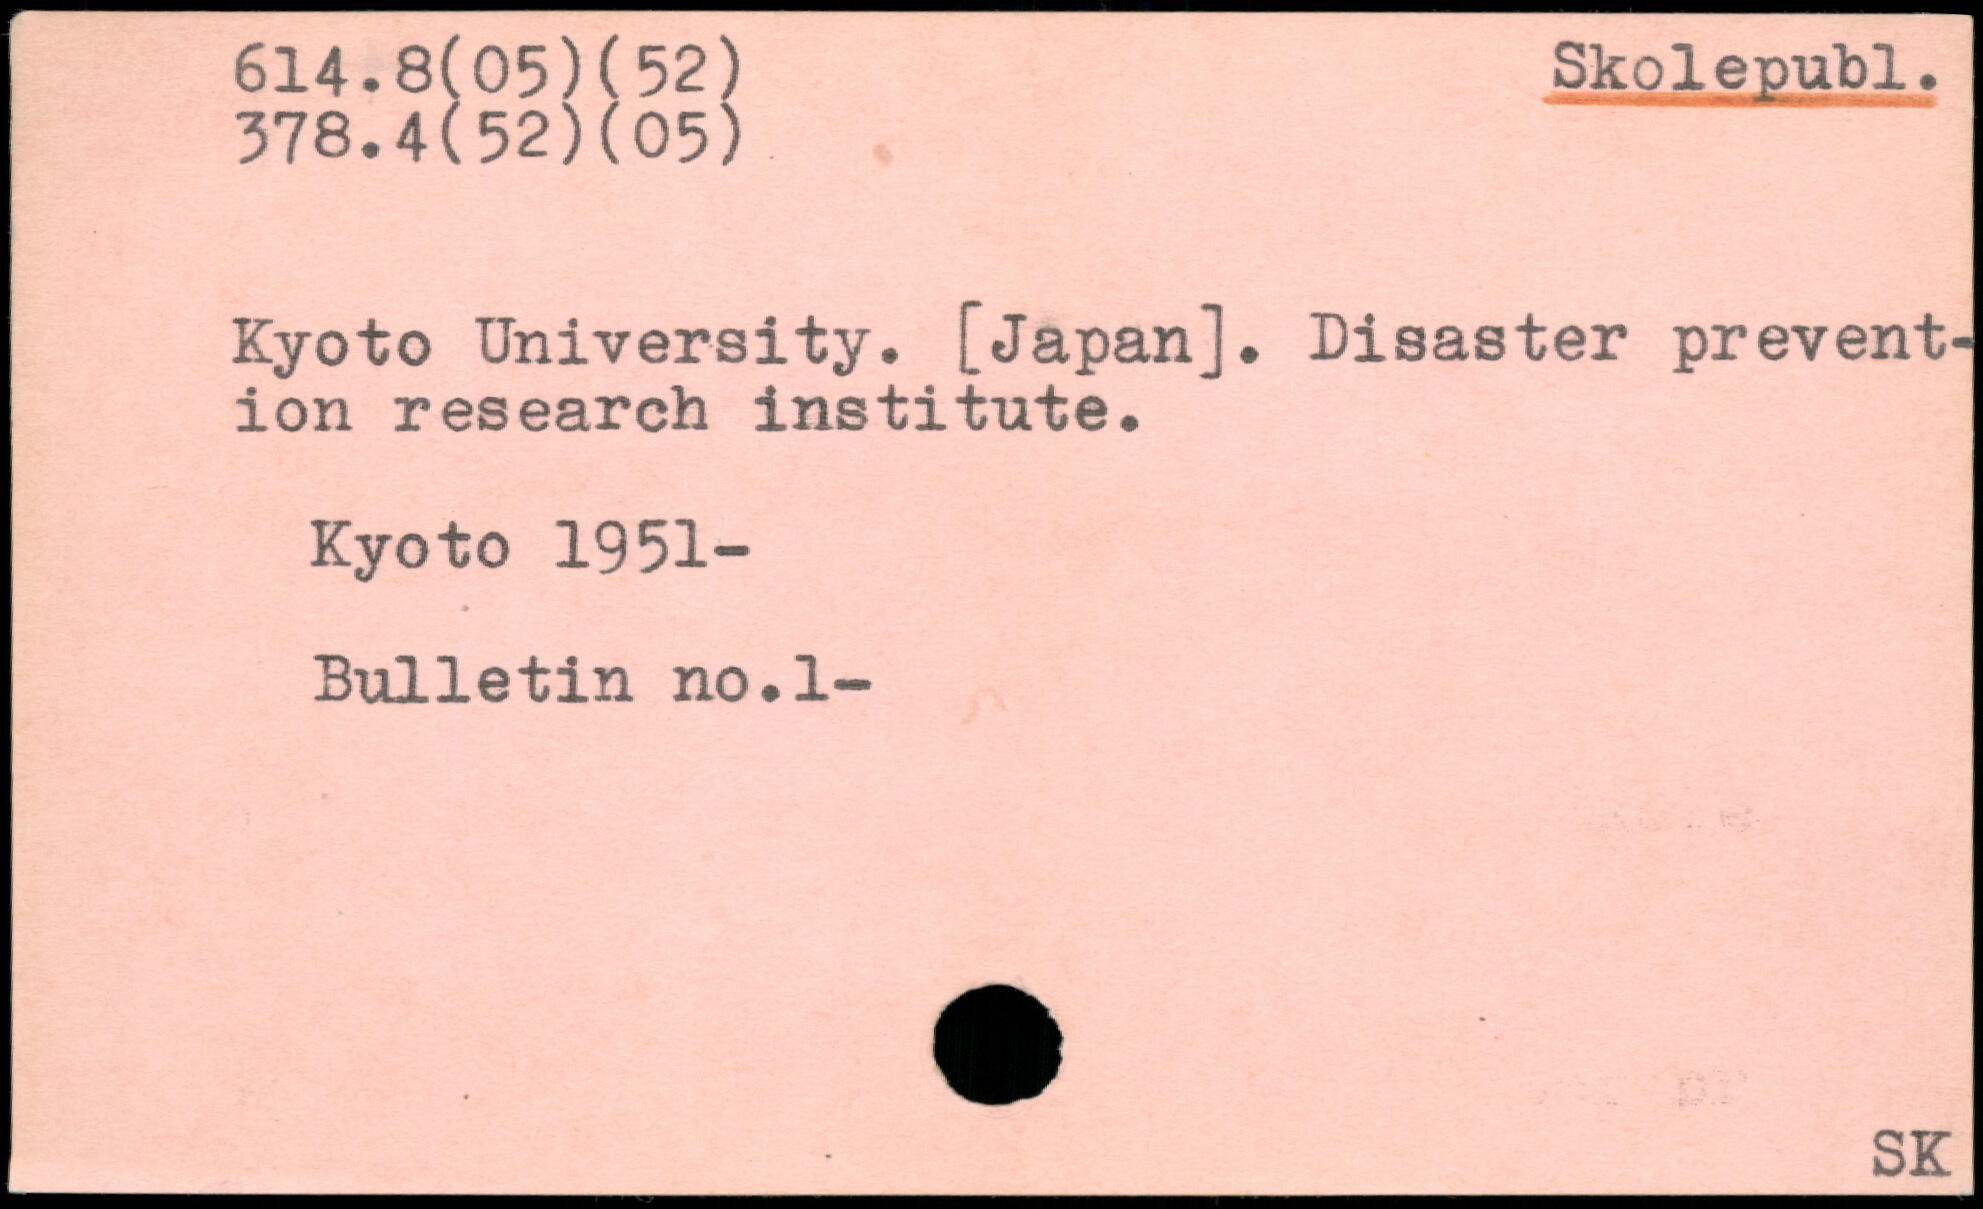 614.8(05)(52)
Skolepubl.
378.4(52)(05)
Kyoto University. [Japan]. Disaster prevent-
ion research institute.
Kyoto 1951-
Bulletin no.1-
SK